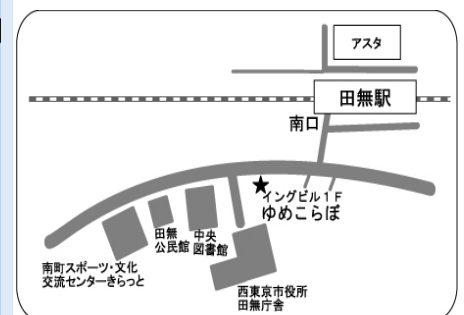 アスタ
田無駅
南口
イングビル1F
ゆめこらぼ
田無
公民館
中央
図書館
南町スポーツ・文化
交流センターきらっと
西東京市役所
田無庁舎